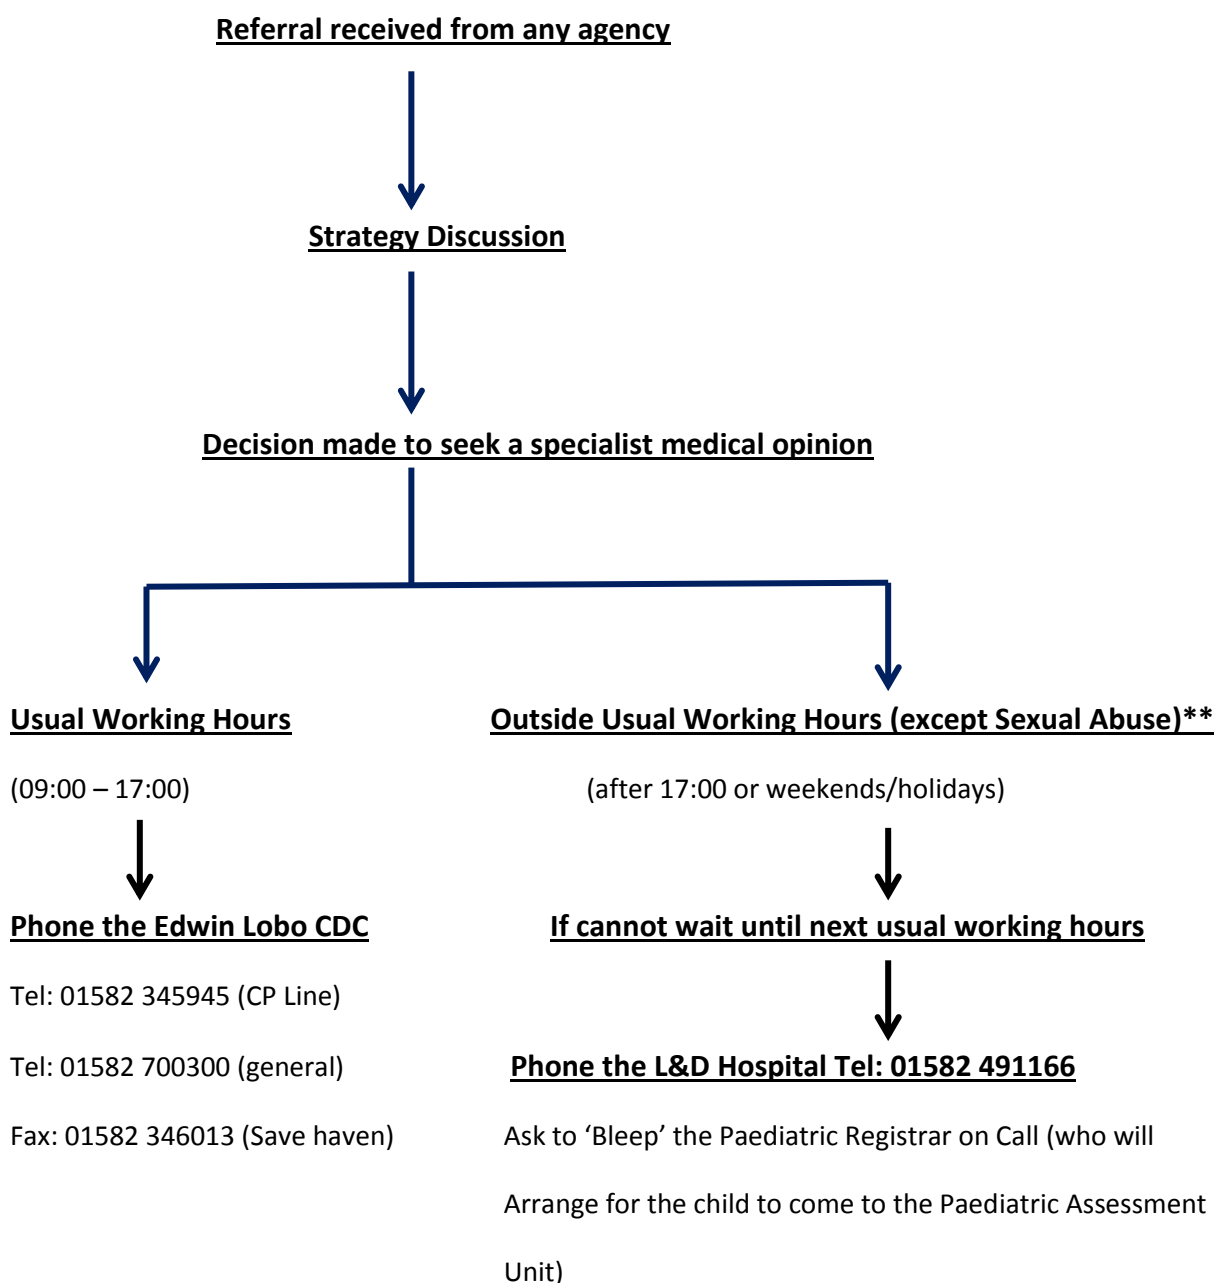 Referral received from any agency
Strategy Discussion
Decision made to seek a specialist medical opinion
Usual Working Hours
(09:00 – 17:00)
Phone the Edwin Lobo CDC
Tel: 01582 345945 (CP Line)
Tel: 01582 700300 (general)
Fax: 01582 346013 (Save haven)
Outside Usual Working Hours (except Sexual Abuse)**
(after 17:00 or weekends/holidays)
If cannot wait until next usual working hours
Phone the L&D Hospital Tel: 01582 491166
Ask to ‘Bleep’ the Paediatric Registrar on Call (who will
Arrange for the child to come to the Paediatric Assessment
Unit)